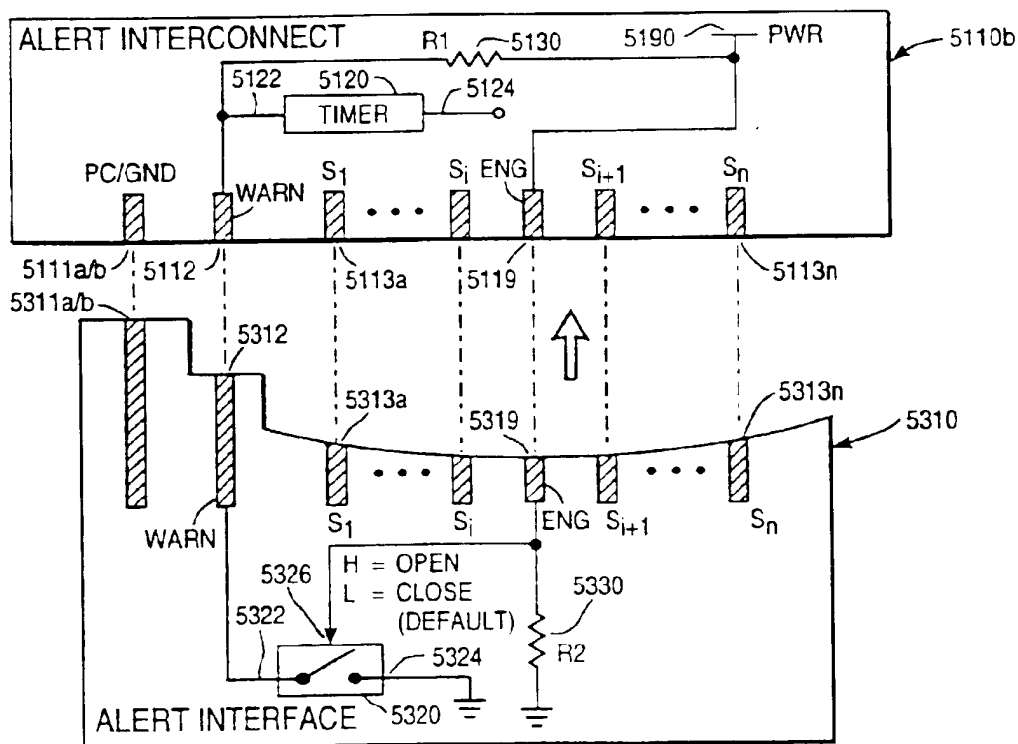 ALERT INTERCONNECT
R1 5130 5190 PWR 5110b
5122 5120 5124
TIMER
PC/GND WARN S1 Si ENG Si+1 Sn
5111a/b 5112 5113a 5119 5113n
5311a/b
5312
5313a 5319 5313n
5310
WARN S1 Si ENG Si+1 Sn
5326 H = OPEN
L = CLOSE
(DEFAULT)
5330
5322 5324 R2
5320
ALERT INTERFACE